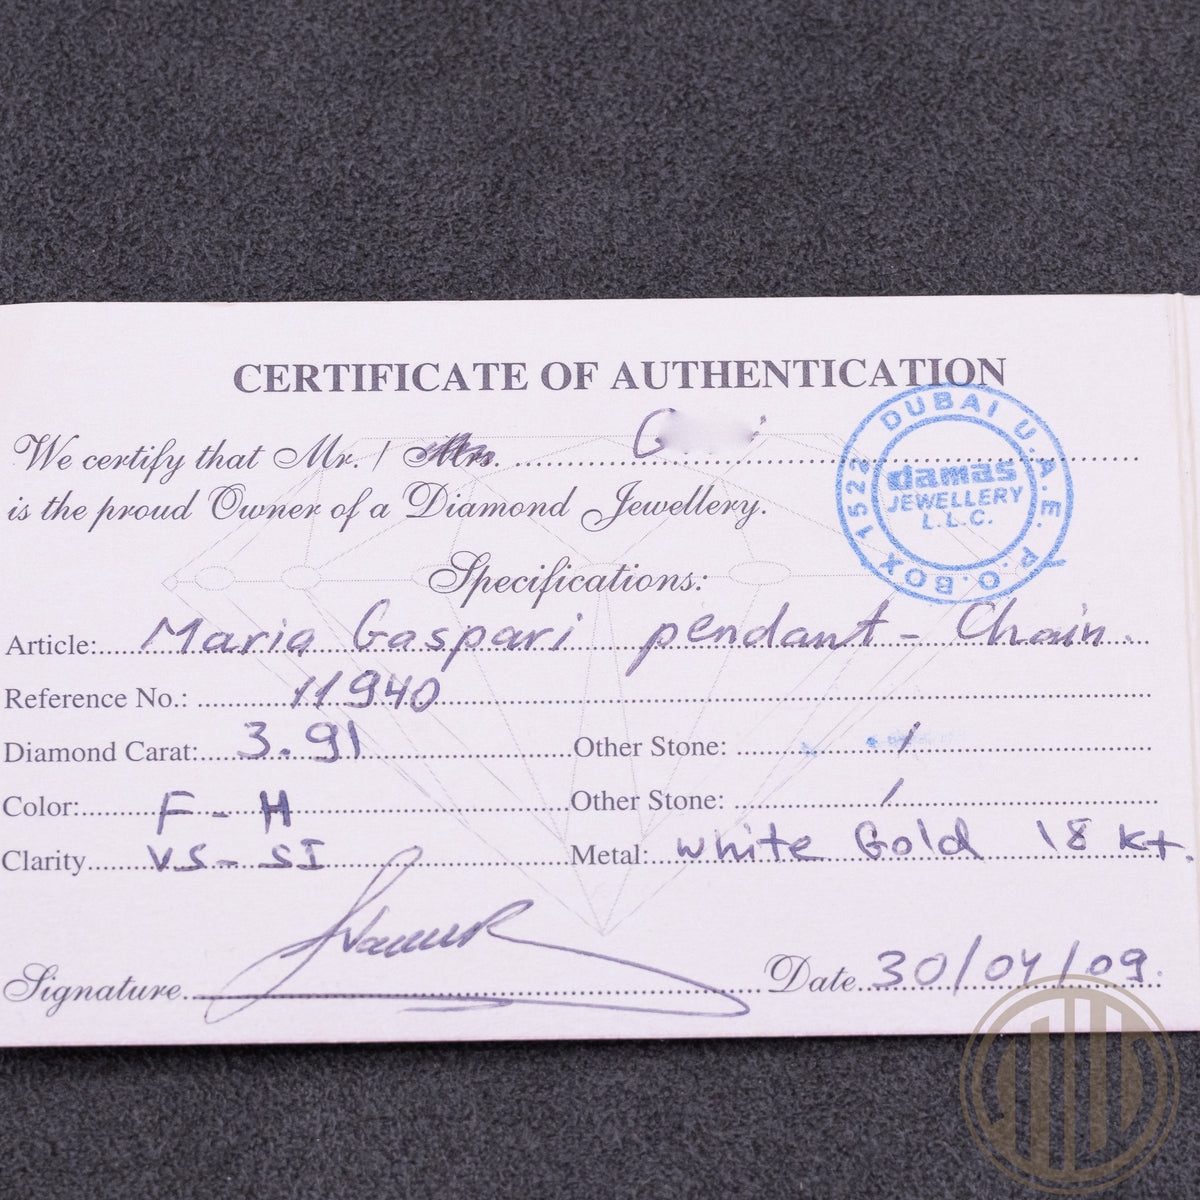 CERTIFICATE OF AUTHENTICATION
We certify that Mr. / Mrs. ........ G
is the proud Owner of a Diamond Jewellery.
DUBAI U.A.E. P.O.BOX 1522
damas
JEWELLERY
L.L.C.
Specifications:
Article: Maria Gaspari pendant - Chain.
Reference No.: 11940
Diamond Carat: 3.91 Other Stone: /
Color: F - H Other Stone: /
Clarity VS - SI Metal: White Gold 18 Kt.
Signature Date 30/04/09.